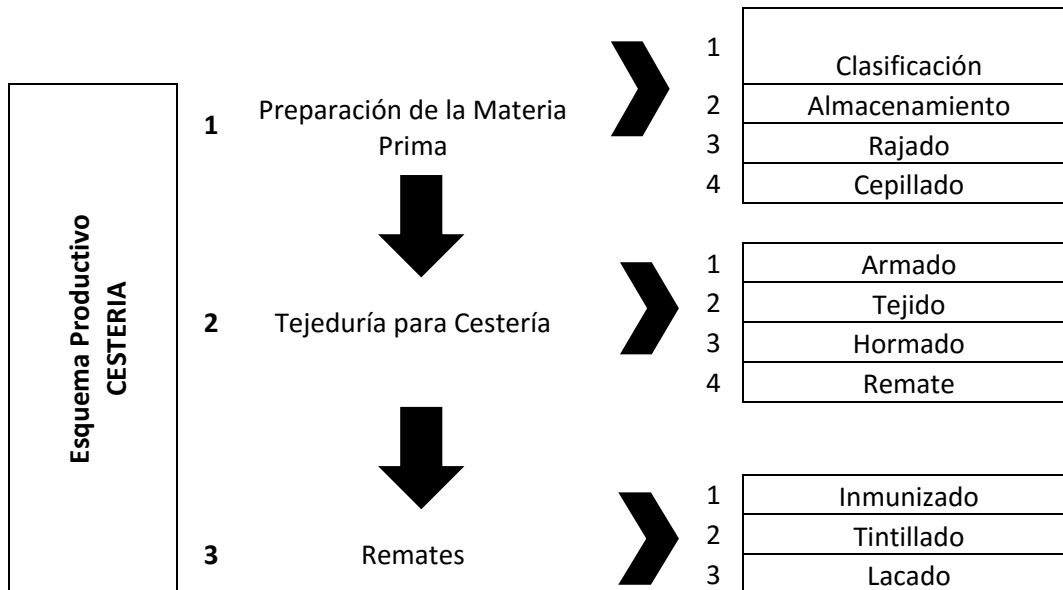 Esquema Productivo
CESTERIA
1
Preparación de la Materia
Prima
1
Clasificación
2
Almacenamiento
3
Rajado
4
Cepillado
2
Tejeduría para Cestería
1
Armado
2
Tejido
3
Hormado
4
Remate
3
Remates
1
Inmunizado
2
Tintillado
3
Lacado